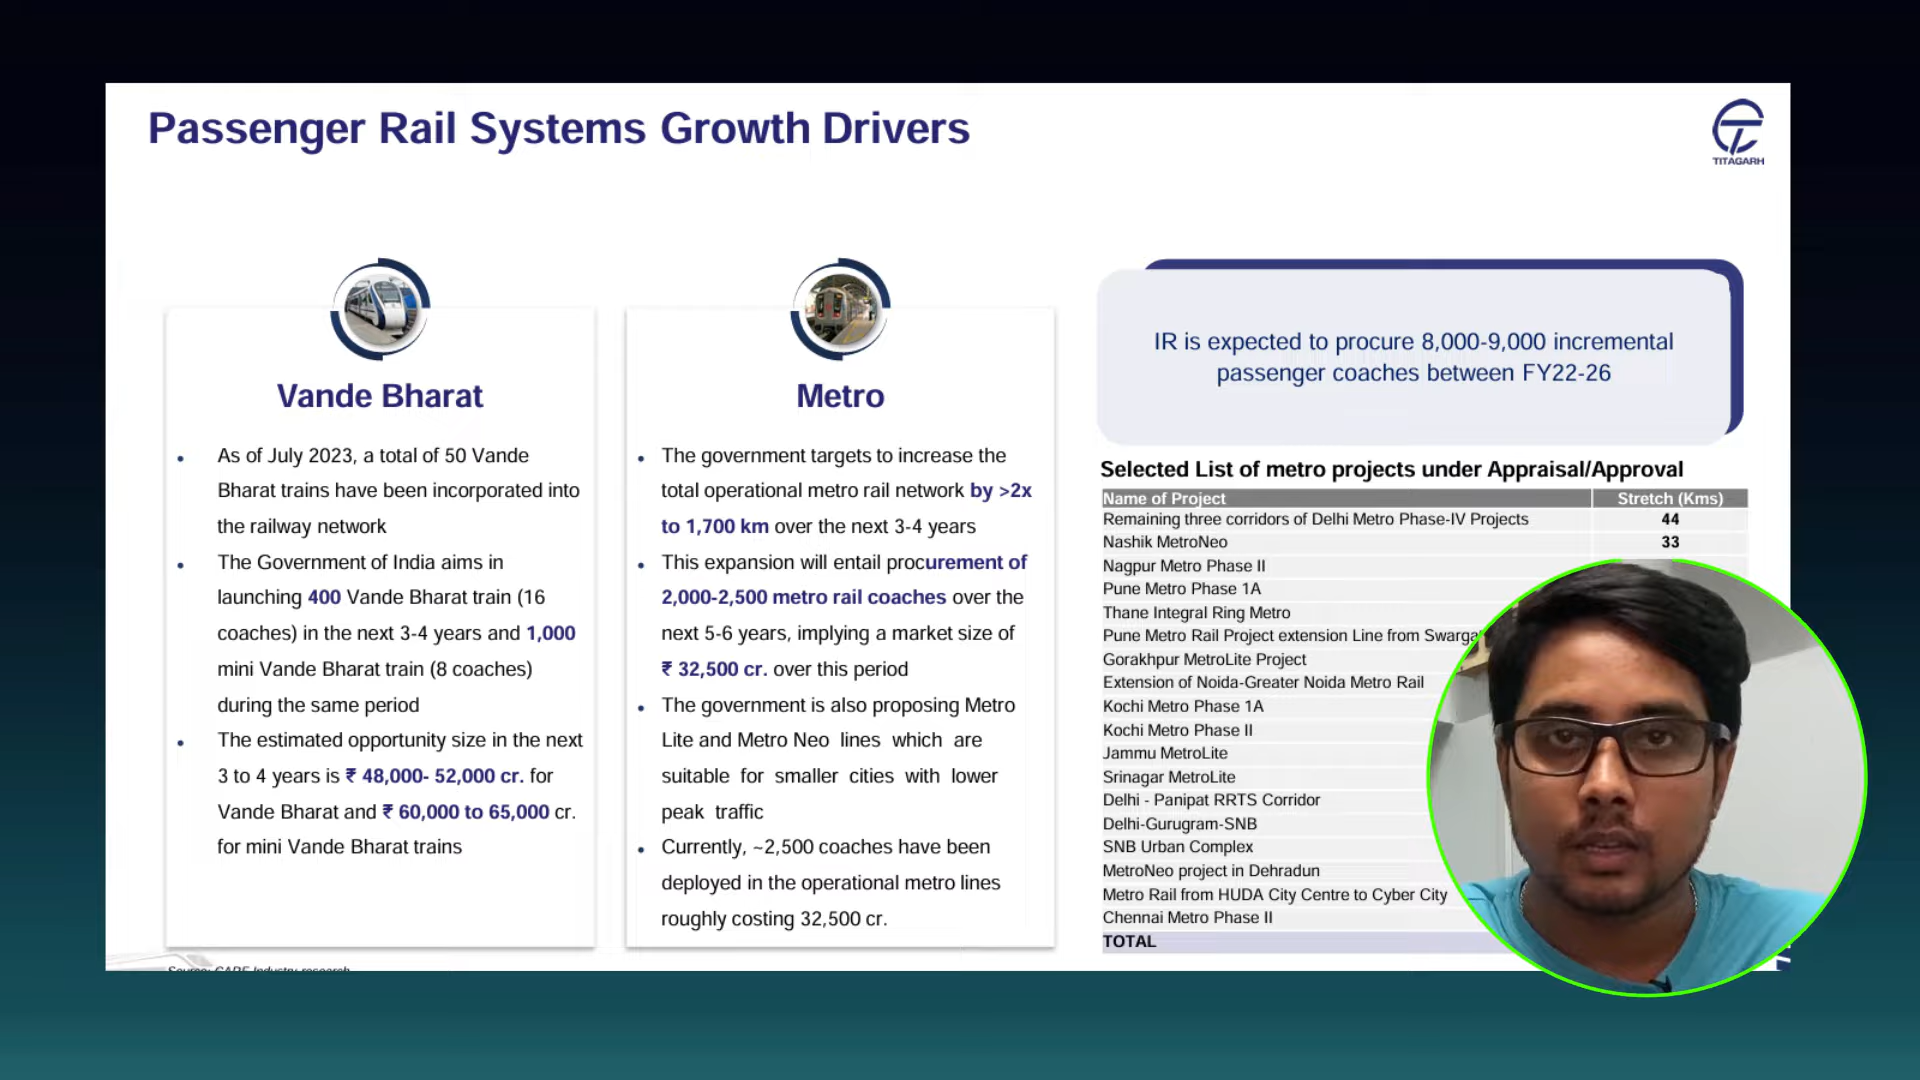 Passenger Rail Systems Growth Drivers
TITAGARH
Vande Bharat
As of July 2023, a total of 50 Vande
Bharat trains have been incorporated into
the railway network
The Government of India aims in
launching 400 Vande Bharat train (16
coaches) in the next 3-4 years and 1,000
mini Vande Bharat train (8 coaches)
during the same period
The estimated opportunity size in the next
3 to 4 years is ₹ 48,000- 52,000 cr. for
Vande Bharat and ₹ 60,000 to 65,000 cr.
for mini Vande Bharat trains
Metro
The government targets to increase the
total operational metro rail network by >2x
to 1,700 km over the next 3-4 years
This expansion will entail procurement of
2,000-2,500 metro rail coaches over the
next 5-6 years, implying a market size of
₹ 32,500 cr. over this period
The government is also proposing Metro
Lite and Metro Neo lines which are
suitable for smaller cities with lower
peak traffic
Currently, ~2,500 coaches have been
deployed in the operational metro lines
roughly costing 32,500 cr.
IR is expected to procure 8,000-9,000 incremental
passenger coaches between FY22-26
Selected List of metro projects under Appraisal/Approval
Name of Project Stretch (Kms)
Remaining three corridors of Delhi Metro Phase-IV Projects 44
Nashik MetroNeo 33
Nagpur Metro Phase II
Pune Metro Phase 1A
Thane Integral Ring Metro
Pune Metro Rail Project extension Line from
Gorakhpur MetroLite Project
Extension of Noida-Greater Noida Metro Rail
Kochi Metro Phase 1A
Kochi Metro Phase II
Jammu MetroLite
Srinagar MetroLite
Delhi - Panipat RRTS Corridor
Delhi-Gurugram-SNB
SNB Urban Complex
MetroNeo project in Dehradun
Metro Rail from HUDA City Centre to Cyber City
Chennai Metro Phase II
TOTAL
Source: CARE Industry research